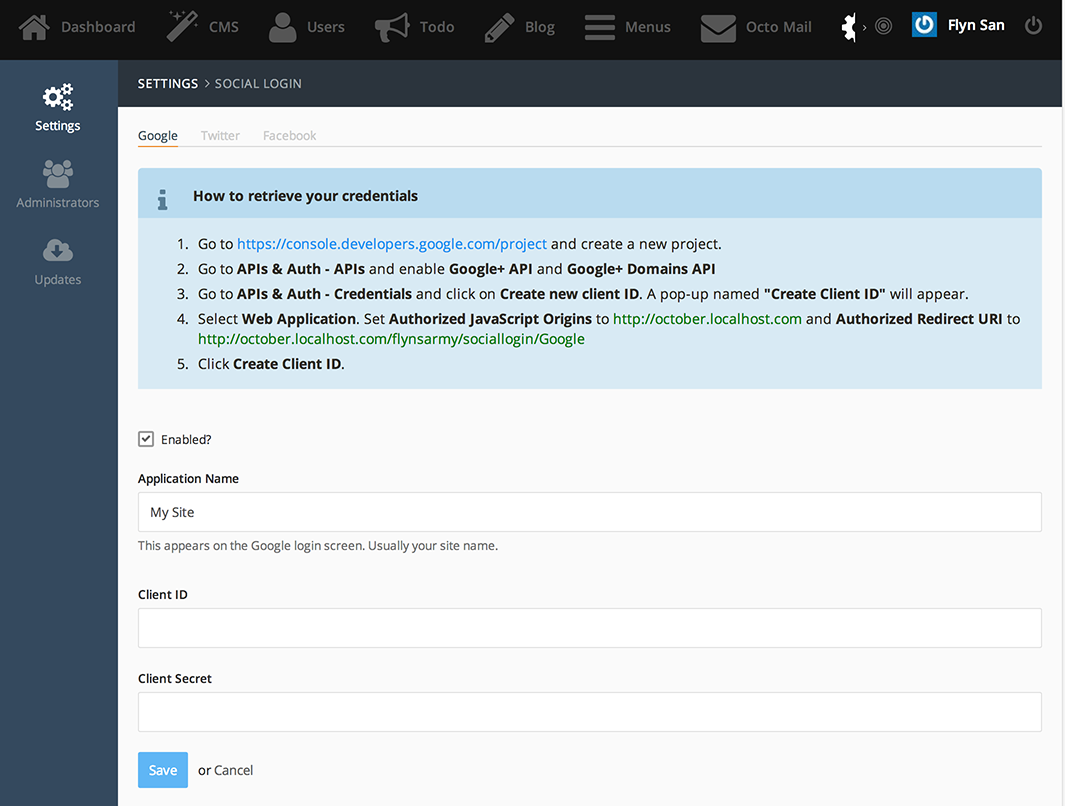 Dashboard CMS Users Todo Blog Menus Octo Mail › Flyn San
SETTINGS > SOCIAL LOGIN
Settings
Administrators
Updates
Google Twitter Facebook
How to retrieve your credentials
1. Go to https://console.developers.google.com/project and create a new project.
2. Go to APIs & Auth - APIs and enable Google+ API and Google+ Domains API
3. Go to APIs & Auth - Credentials and click on Create new client ID. A pop-up named "Create Client ID" will appear.
4. Select Web Application. Set Authorized JavaScript Origins to http://october.localhost.com and Authorized Redirect URI to
http://october.localhost.com/flynsarmy/sociallogin/Google
5. Click Create Client ID.
Enabled?
Application Name
My Site
This appears on the Google login screen. Usually your site name.
Client ID
Client Secret
Save or Cancel